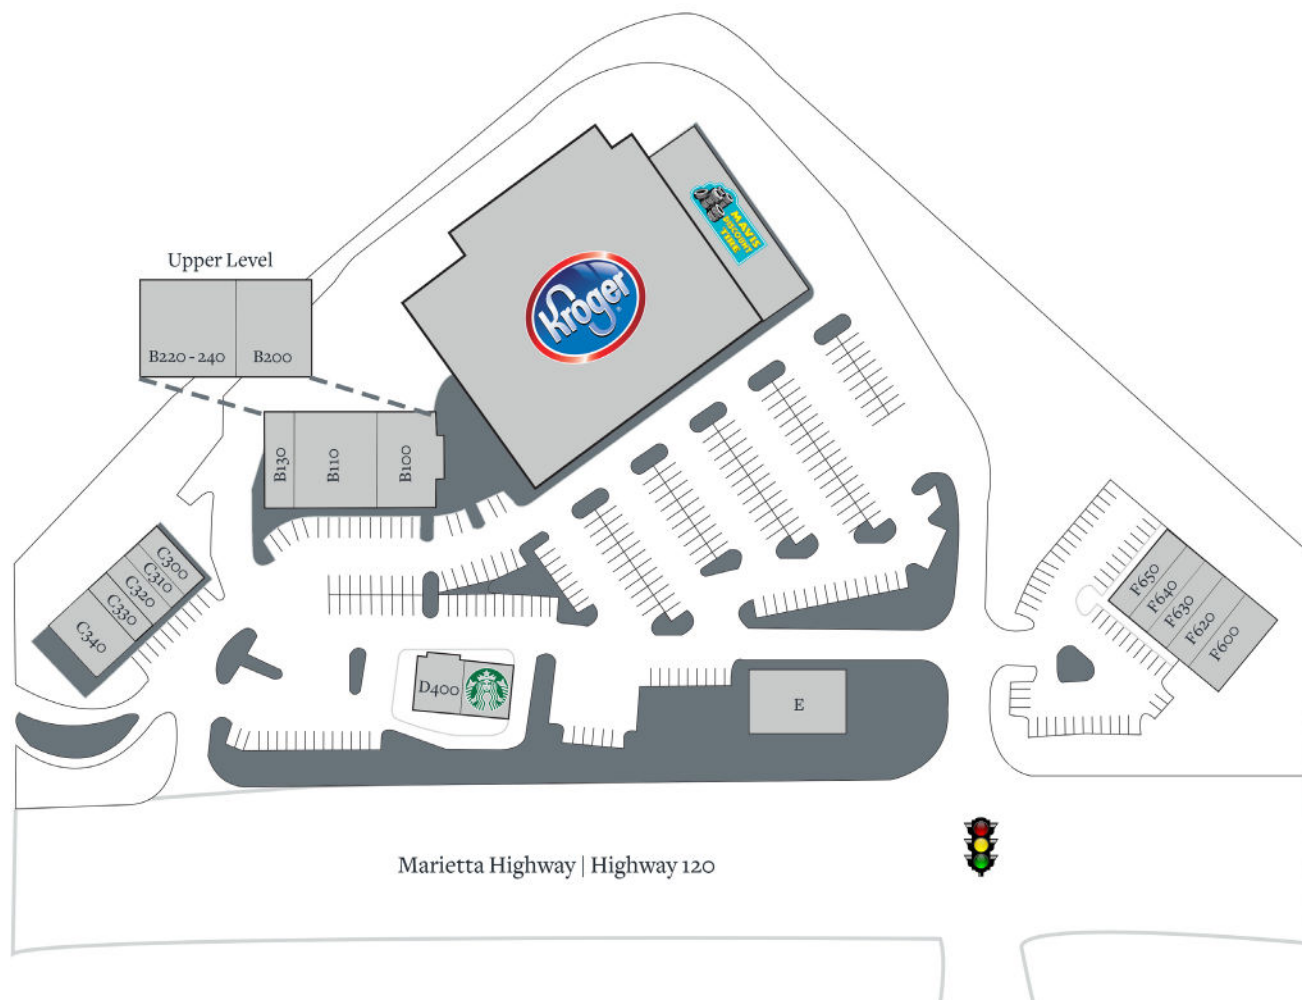 MAVIS
DISCOUNT
TIRE
Kroger
Upper Level
B220 - 240
B200
B130
B110
B100
C300
C310
C320
C330
C340
F650
F640
F630
F620
F600
D400
E
Marietta Highway | Highway 120